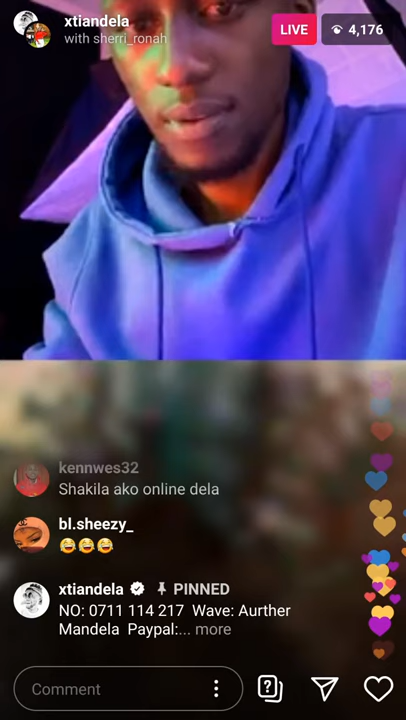 xtiandela
with sherri_ronah
LIVE
4,176
kennwes32
Shakila ako online dela
bl.sheezy_
😂😂😂
xtiandela PINNED
NO: 0711 114 217 Wave: Aurther
Mandela Paypal:... more
Comment